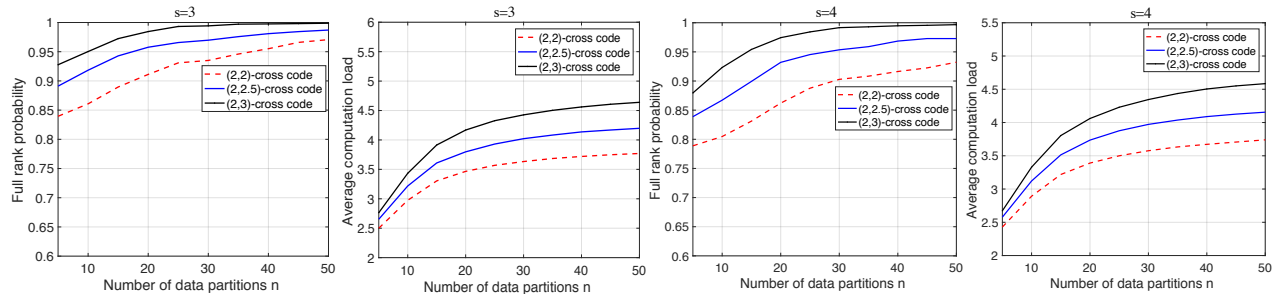 s=3
Full rank probability
1
0.95
0.9
0.85
0.8
0.75
0.7
0.65
0.6
(2,2)-cross code
(2,2.5)-cross code
(2,3)-cross code
10 20 30 40 50
Number of data partitions n
s=3
Average computation load
6
5.5
5
4.5
4
3.5
3
2.5
2
(2,2)-cross code
(2,2.5)-cross code
(2,3)-cross code
10 20 30 40 50
Number of data partitions n
s=4
Full rank probability
1
0.95
0.9
0.85
0.8
0.75
0.7
0.65
0.6
(2,2)-cross code
(2,2.5)-cross code
(2,3)-cross code
10 20 30 40 50
Number of data partitions n
s=4
Average computation load
5.5
5
4.5
4
3.5
3
2.5
2
(2,2)-cross code
(2,2.5)-cross code
(2,3)-cross code
10 20 30 40 50
Number of data partitions n